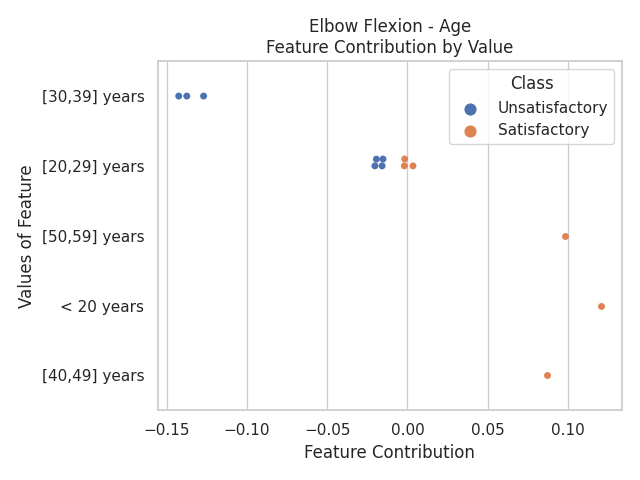 Elbow Flexion - Age
Feature Contribution by Value
Class
Unsatisfactory
Satisfactory
Values of Feature
[30,39] years
[20,29] years
[50,59] years
< 20 years
[40,49] years
−0.15
−0.10
−0.05
0.00
0.05
0.10
Feature Contribution